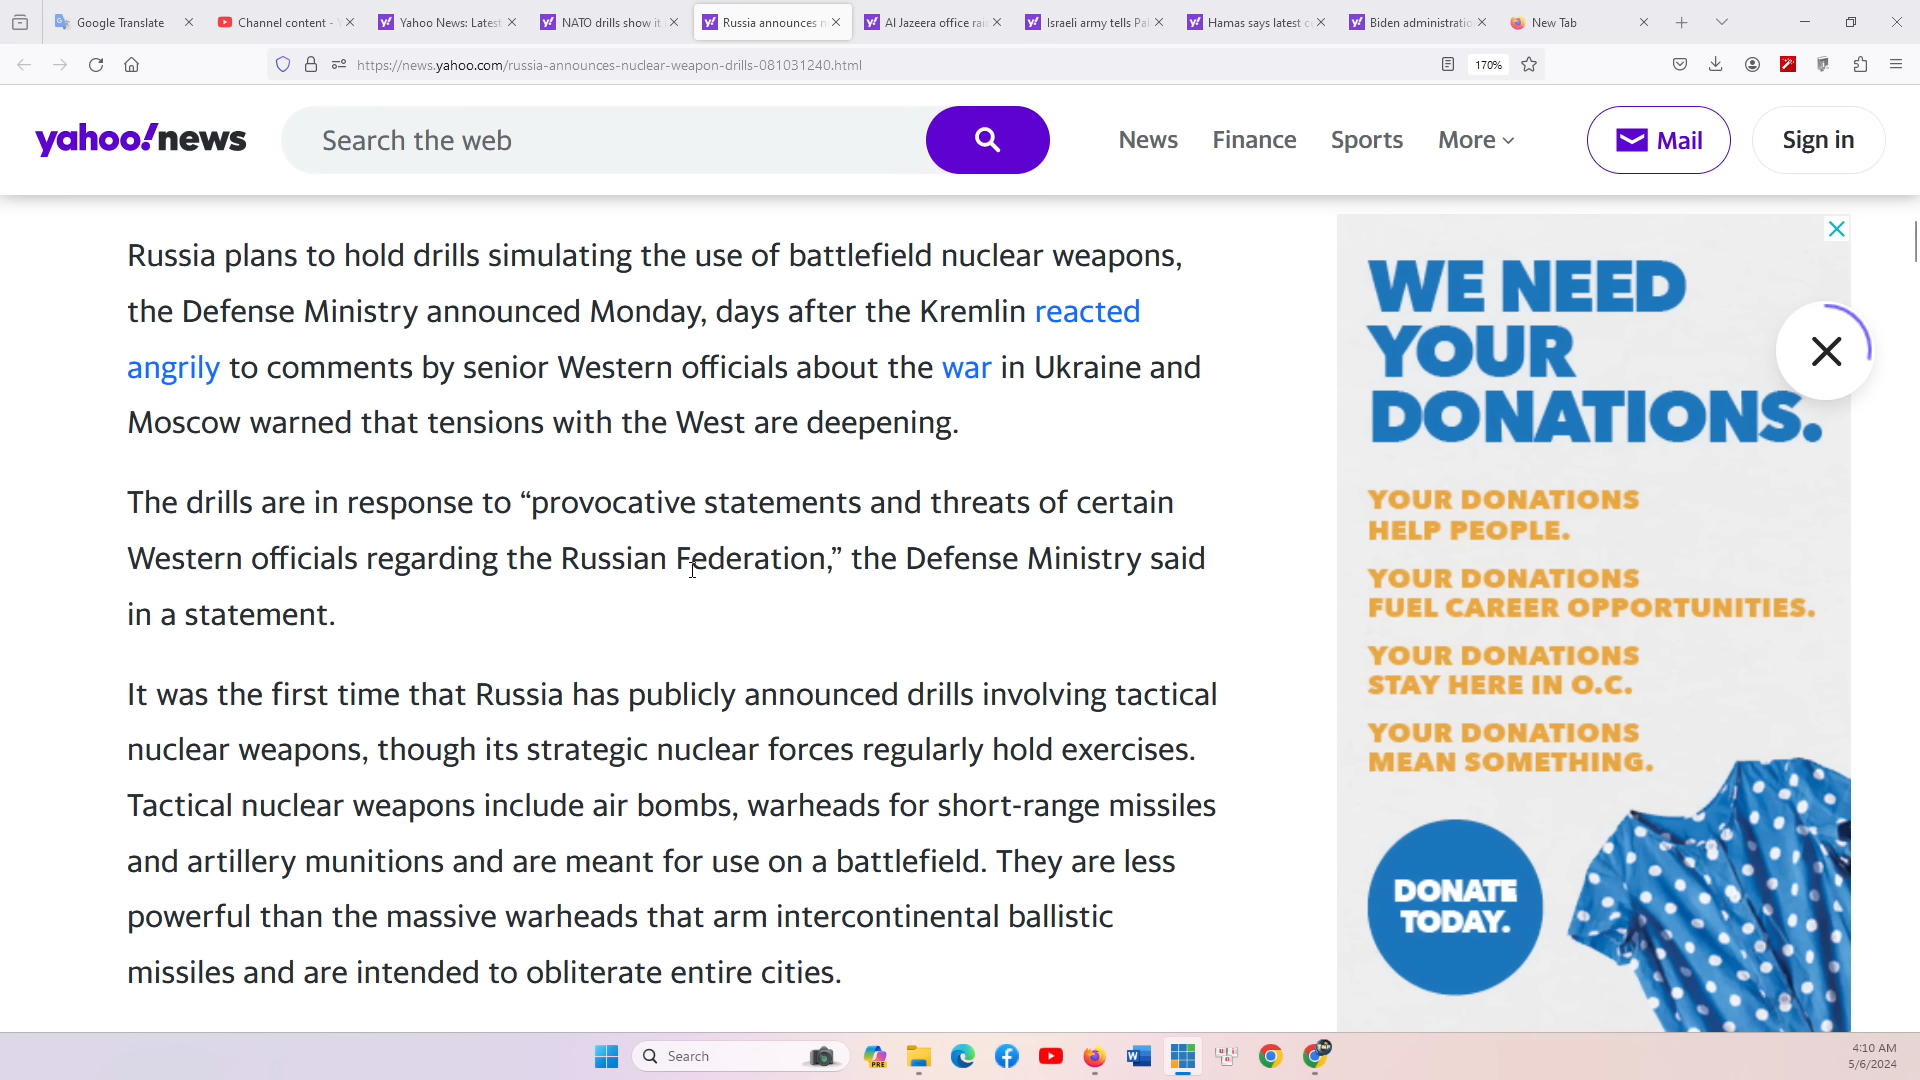 Google Translate
Channel content - Y
Yahoo News: Latest
NATO drills show it i
Russia announces n
Al Jazeera office rai
Israeli army tells Pal
Hamas says latest c
Biden administratio
New Tab
https://news.yahoo.com/russia-announces-nuclear-weapon-drills-081031240.html
170%
yahoo!news
Search the web
News
Finance
Sports
More
Mail
Sign in
Russia plans to hold drills simulating the use of battlefield nuclear weapons,
the Defense Ministry announced Monday, days after the Kremlin reacted
angrily to comments by senior Western officials about the war in Ukraine and
Moscow warned that tensions with the West are deepening.
The drills are in response to “provocative statements and threats of certain
Western officials regarding the Russian Federation,” the Defense Ministry said
in a statement.
It was the first time that Russia has publicly announced drills involving tactical
nuclear weapons, though its strategic nuclear forces regularly hold exercises.
Tactical nuclear weapons include air bombs, warheads for short-range missiles
and artillery munitions and are meant for use on a battlefield. They are less
powerful than the massive warheads that arm intercontinental ballistic
missiles and are intended to obliterate entire cities.
WE NEED
YOUR
DONATIONS.
YOUR DONATIONS
HELP PEOPLE.
YOUR DONATIONS
FUEL CAREER OPPORTUNITIES.
YOUR DONATIONS
STAY HERE IN O.C.
YOUR DONATIONS
MEAN SOMETHING.
DONATE
TODAY.
Search
4:10 AM
5/6/2024